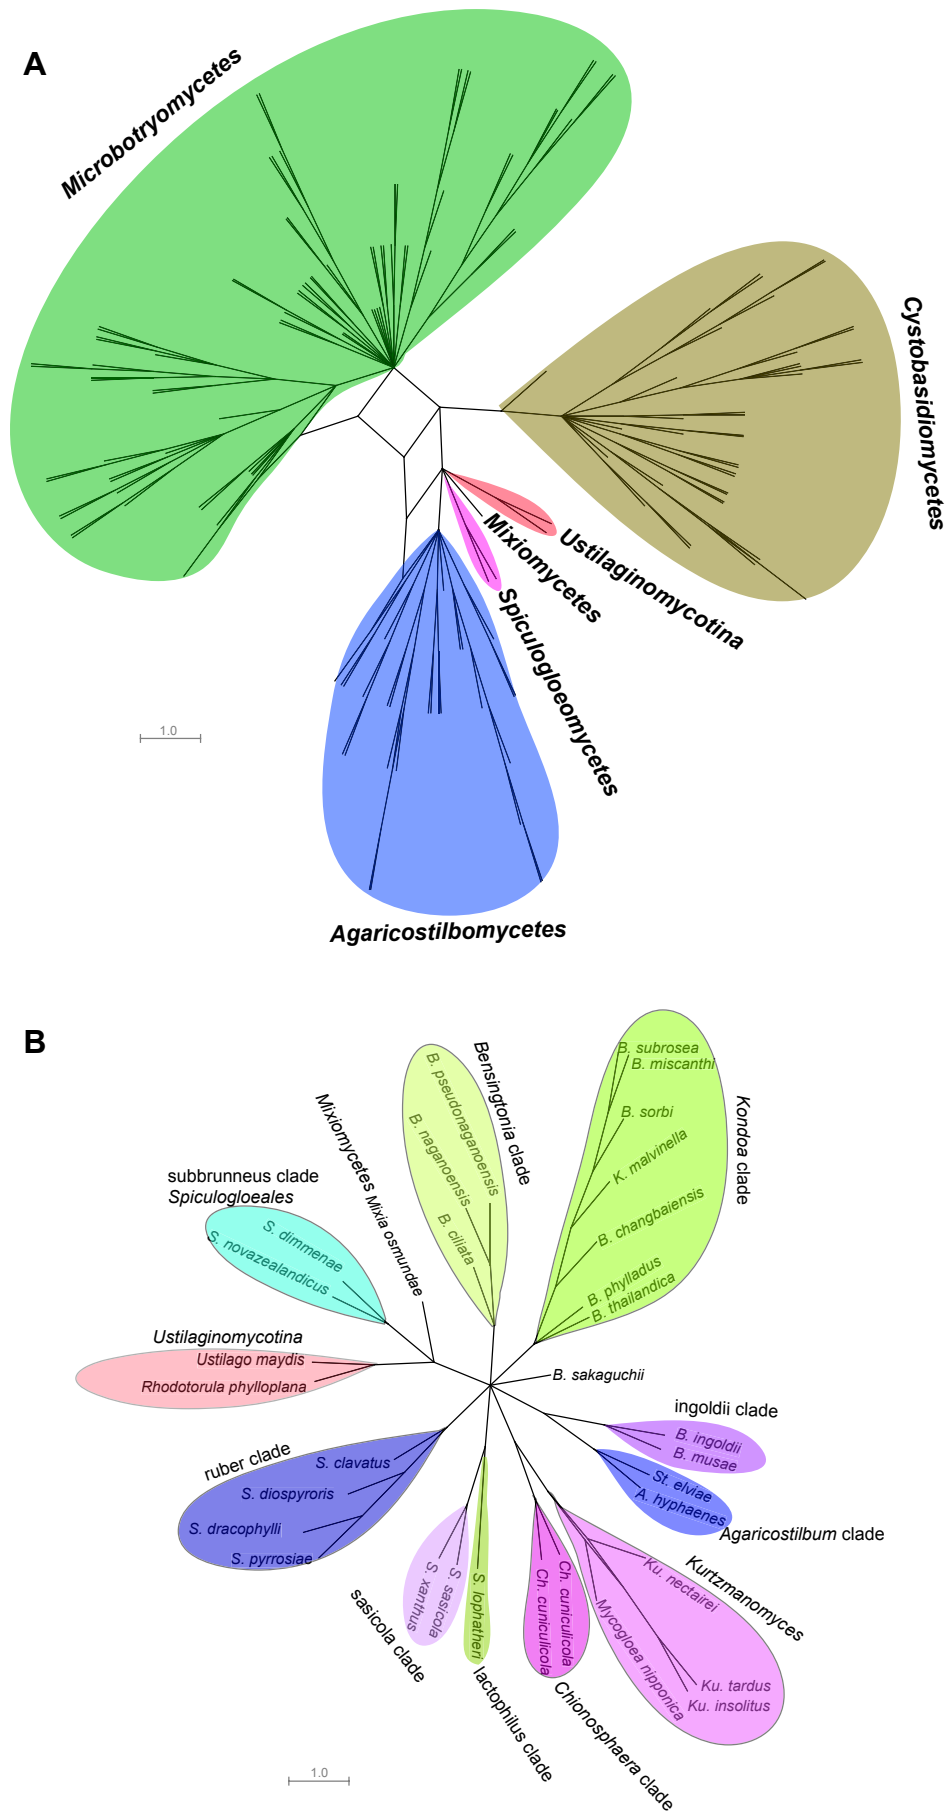 A
Microbotryomycetes
Cystobasidiomycetes
Ustilaginomycotina
Mixiomycetes
Spiculogloeomycetes
1.0
Agaricostilbomycetes
B
Bensingtonia clade
B. pseudonaganoensis
B. naganoensis
B. ciliata
Kondoa clade
B. subrosea
B. miscanthi
B. sorbi
K. malvinella
B. changbaiensis
B. phylladus
B. thailandica
Mixiomycetes Mixia osmundae
subbrunneus clade
Spiculogloeales
S. dimmenae
S. novazealandicus
Ustilaginomycotina
Ustilago maydis
Rhodotorula phylloplana
B. sakaguchii
ingoldii clade
B. ingoldii
B. musae
St. elviae
A. hyphaenes
Agaricostilbum clade
ruber clade
S. clavatus
S. diospyroris
S. dracophylli
S. pyrrosiae
sasicola clade
S. xanthus
S. sasicola
S. lophatheri
lactophilus clade
Ch. cuniculicola
Ch. cuniculicola
Chionosphaera clade
Kurtzmanomyces
Ku. nectairei
Mycogloea nipponica
Ku. tardus
Ku. insolitus
1.0